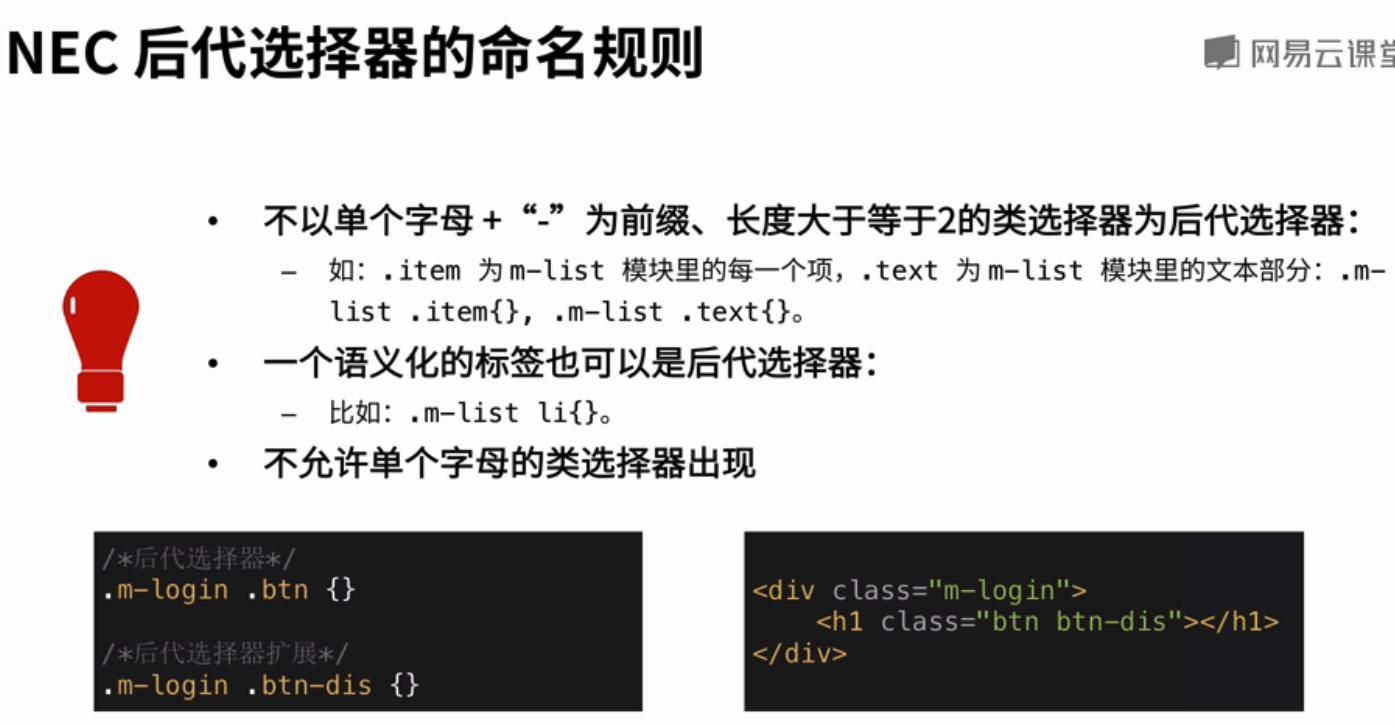 NEC 后代选择器的命名规则
网易云课堂
• 不以单个字母 + “-”为前缀、长度大于等于2的类选择器为后代选择器：
– 如：.item 为 m-list 模块里的每一个项，.text 为 m-list 模块里的文本部分：.m-
list .item{}, .m-list .text{}。
• 一个语义化的标签也可以是后代选择器：
– 比如：.m-list li{}。
• 不允许单个字母的类选择器出现
/*后代选择器*/
.m-login .btn {}
/*后代选择器扩展*/
.m-login .btn-dis {}
<div class="m-login">
<h1 class="btn btn-dis"></h1>
</div>